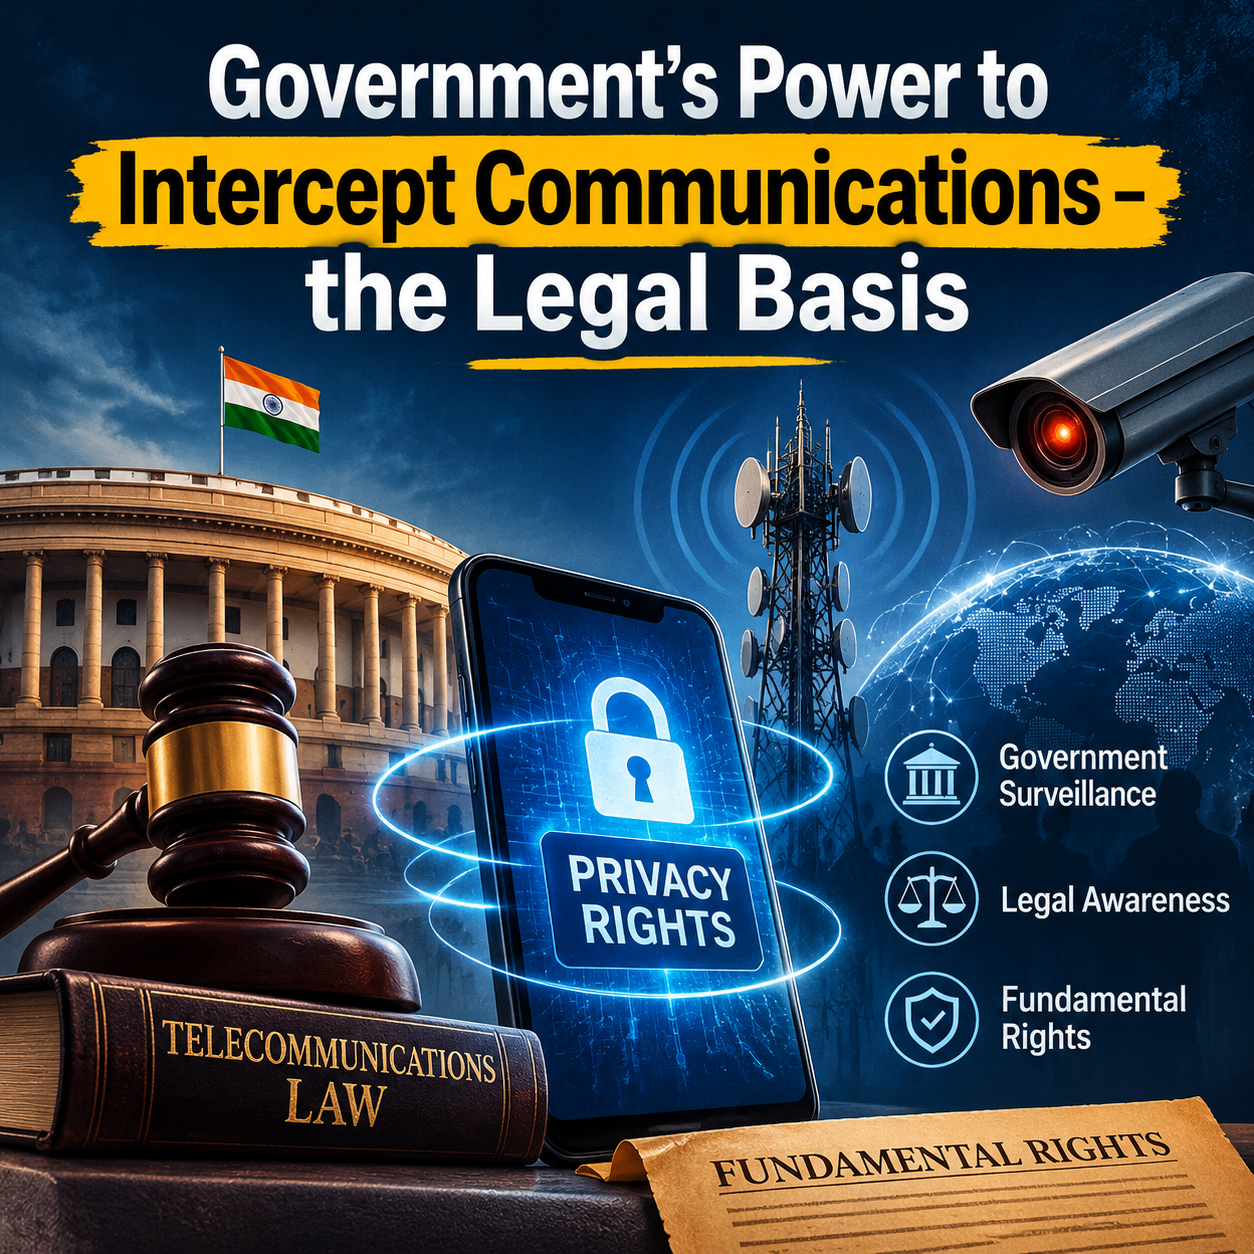 Government’s Power to
Intercept Communications –
the Legal Basis
PRIVACY
RIGHTS
Government
Surveillance
Legal Awareness
Fundamental
Rights
TELECOMMUNICATIONS
LAW
FUNDAMENTAL RIGHTS